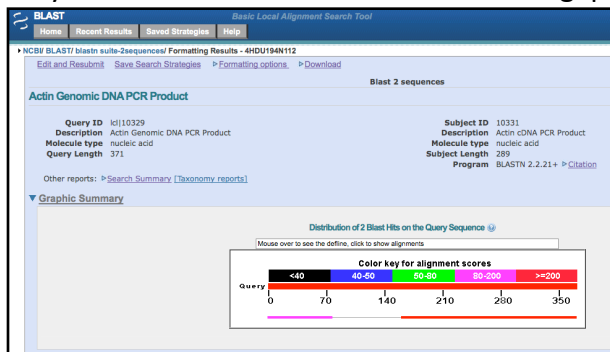 BLAST
Basic Local Alignment Search Tool
Home Recent Results Saved Strategies Help
NCBI/ BLAST/ blastn suite-2sequences/ Formatting Results - 4HDU194N112
Edit and Resubmit Save Search Strategies Formatting options Download
Blast 2 sequences
Actin Genomic DNA PCR Product
Query ID lcl|10329
Description Actin Genomic DNA PCR Product
Molecule type nucleic acid
Query Length 371
Subject ID 10331
Description Actin cDNA PCR Product
Molecule type nucleic acid
Subject Length 289
Program BLASTN 2.2.21+ Citation
Other reports: Search Summary [Taxonomy reports]
Graphic Summary
Distribution of 2 Blast Hits on the Query Sequence
Mouse over to see the defline, click to show alignments
Color key for alignment scores
<40 40-50 50-80 80-200 >=200
Query
0 70 140 210 280 350